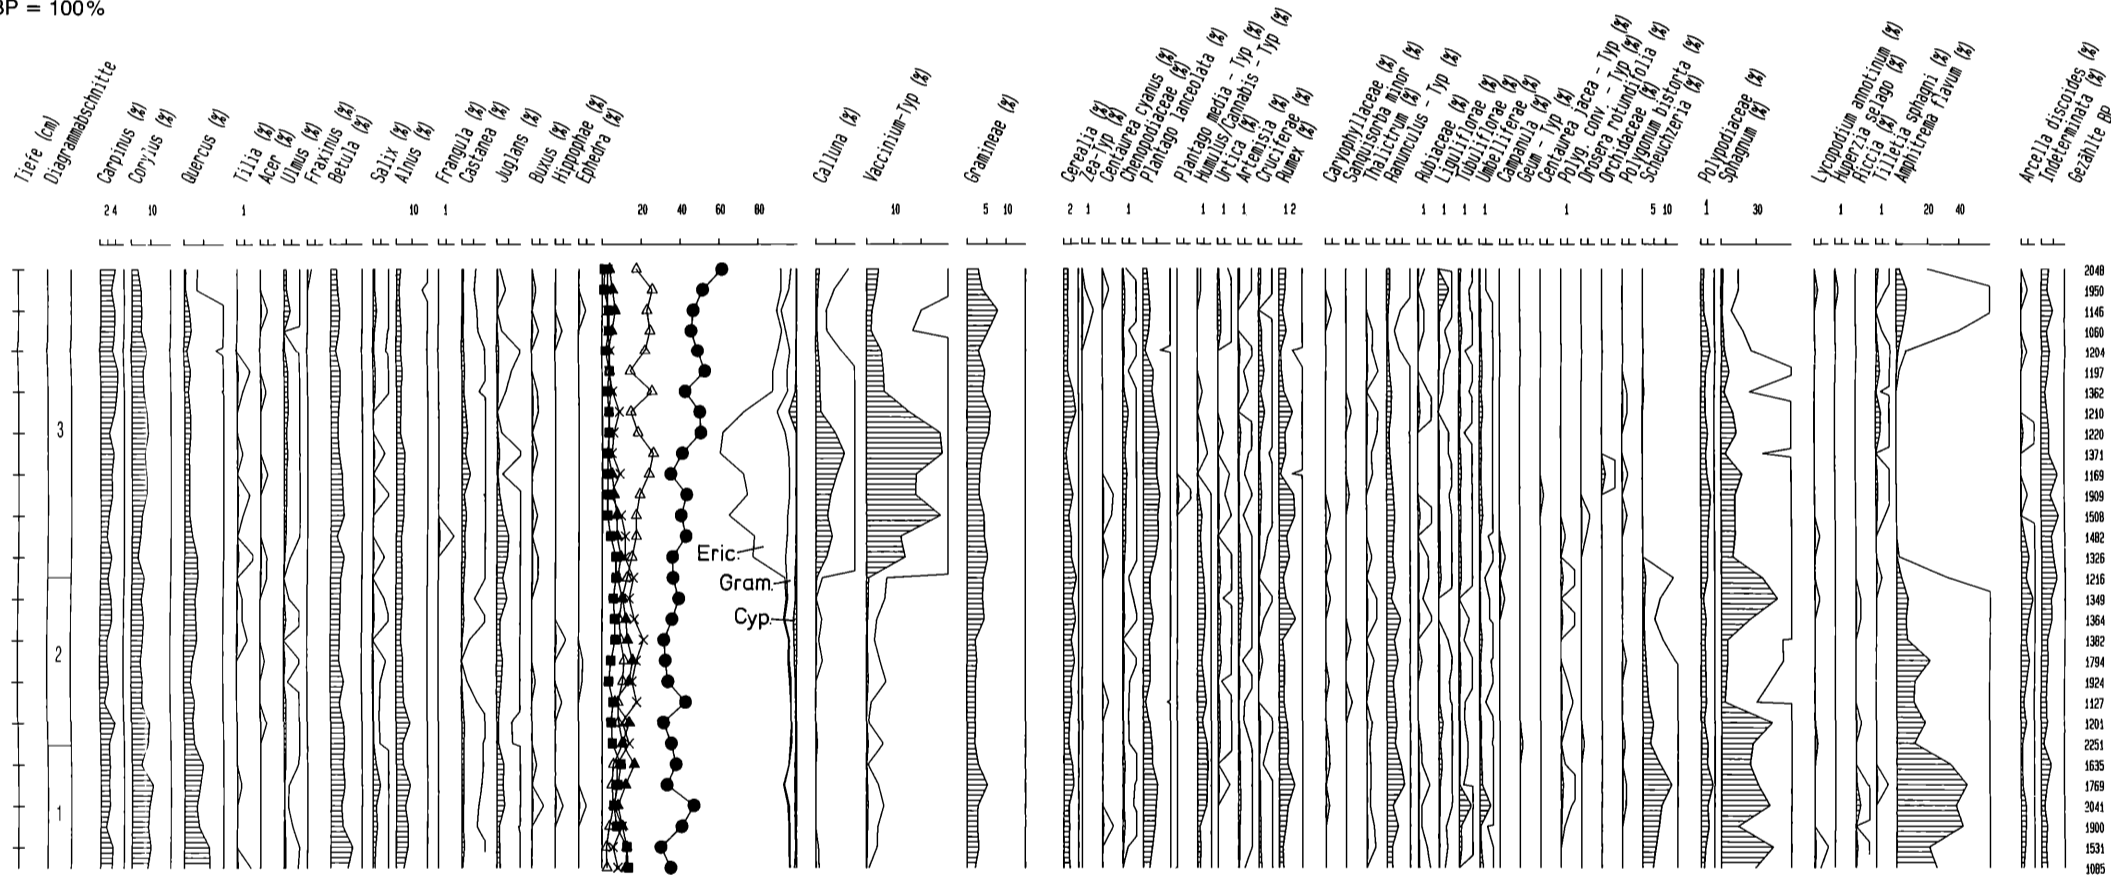 BP = 100%
Tiefe (cm)
Diagrammabschnitte
Carpinus (%)
Corylus (%)
Quercus (%)
Tilia (%)
Acer (%)
Ulmus (%)
Fraxinus (%)
Betula (%)
Salix (%)
Alnus (%)
Frangula (%)
Castanea (%)
Juglans (%)
Buxus (%)
Hippophae (%)
Ephedra (%)
Calluna (%)
Vaccinium-Typ (%)
Gramineae (%)
Cerealia (%)
Zea-Typ (%)
Centaurea cyanus (%)
Chenopodiaceae (%)
Plantago lanceolata (%)
Plantago media - Typ (%)
Humulus/Cannabis - Typ (%)
Urtica (%)
Artemisia (%)
Cruciferae (%)
Rumex (%)
Caryophyllaceae (%)
Sanguisorba minor (%)
Thalictrum (%)
Ranunculus - Typ (%)
Rubiaceae (%)
Liguliflorae (%)
Tubuliflorae (%)
Umbelliferae (%)
Campanula (%)
Geum - Typ (%)
Centaurea jacea - Typ (%)
Polyg. conv. - Typ (%)
Drosera rotundifolia (%)
Orchidaceae (%)
Polygonum bistorta (%)
Scheuchzeria (%)
Polypodiaceae (%)
Sphagnum (%)
Lycopodium annotinum (%)
Huperzia selago (%)
Riccia (%)
Tilletia sphagni (%)
Amphitrema flavum (%)
Arcella discoides (%)
Indeterminata (%)
Gezählte BP
2 4 10 1 10 1 20 40 60 80 10 5 10 2 1 1 1 1 1 1 2 1 1 1 1 1 5 10 1 30 1 1 20 40
2048
1950
1146
1060
1204
1197
1362
1210
1220
3
1371
1169
1909
1508
1482
Eric.
1326
Gram.
1216
1349
Cyp.
1364
1382
2
1794
1924
1127
1201
2251
1635
1769
1
2041
1900
1531
1085